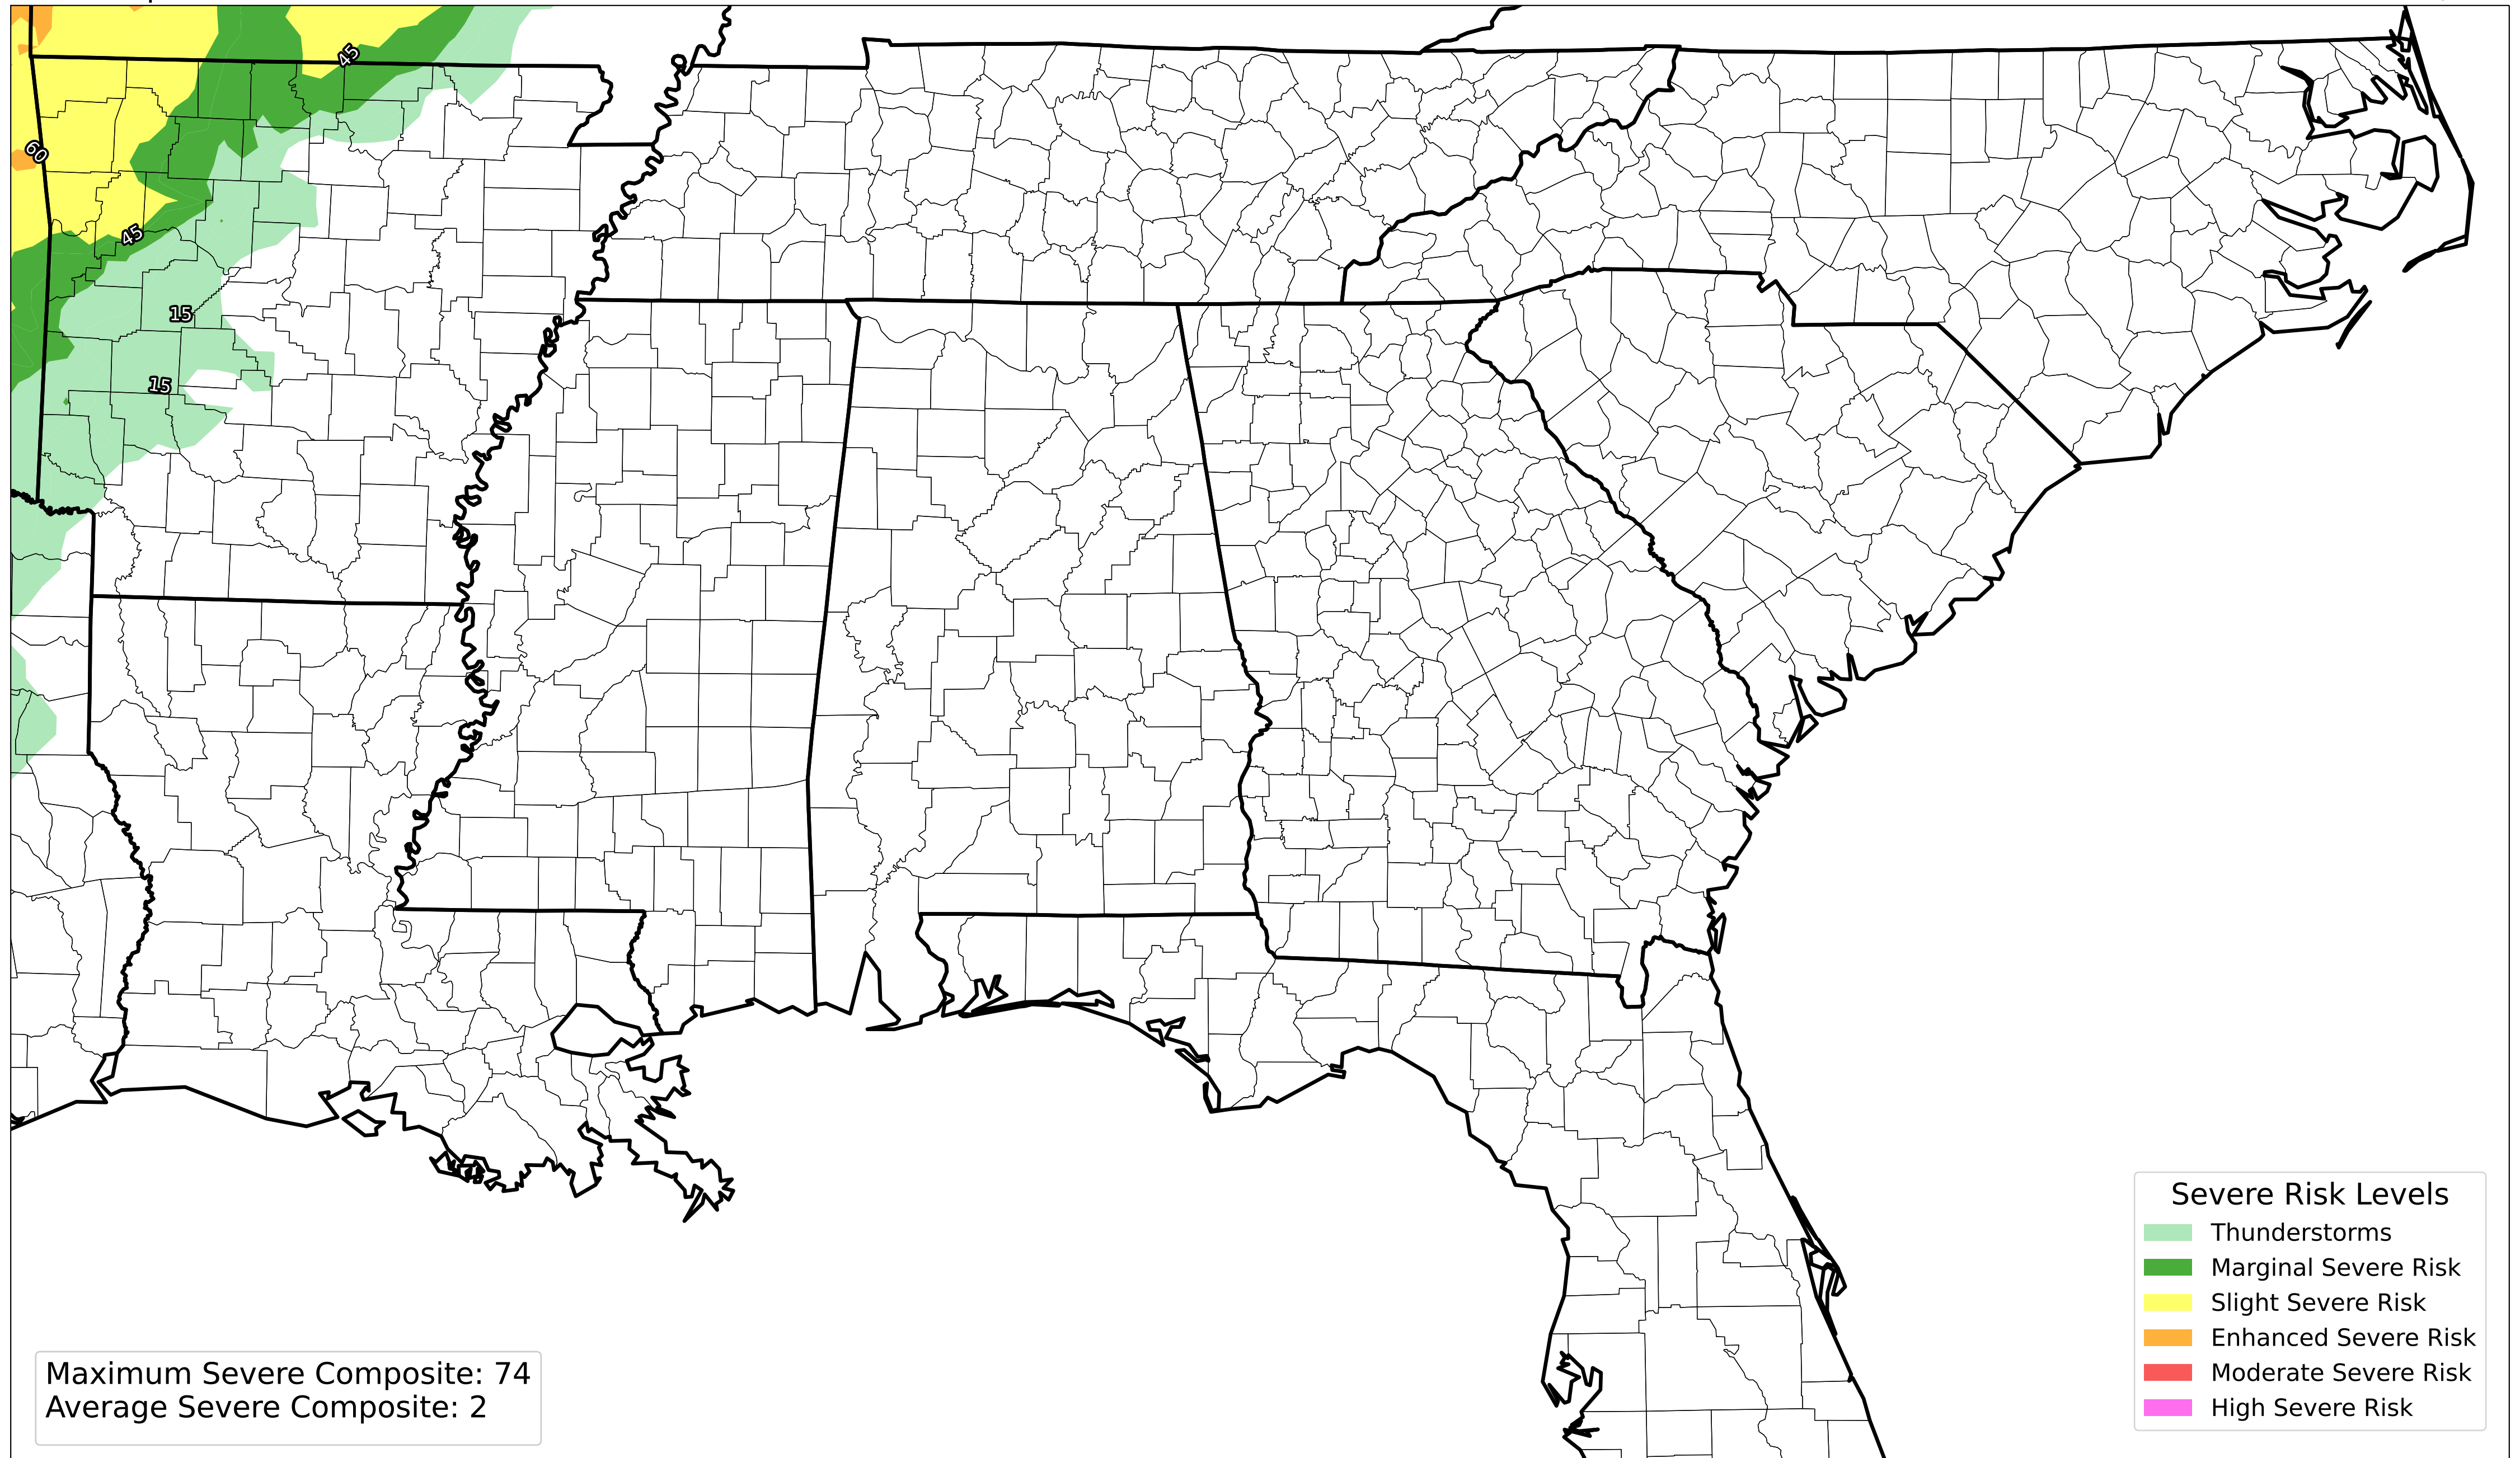 45
60
45
15
15
Severe Risk Levels
Thunderstorms
Marginal Severe Risk
Slight Severe Risk
Enhanced Severe Risk
Moderate Severe Risk
High Severe Risk
Maximum Severe Composite: 74
Average Severe Composite: 2